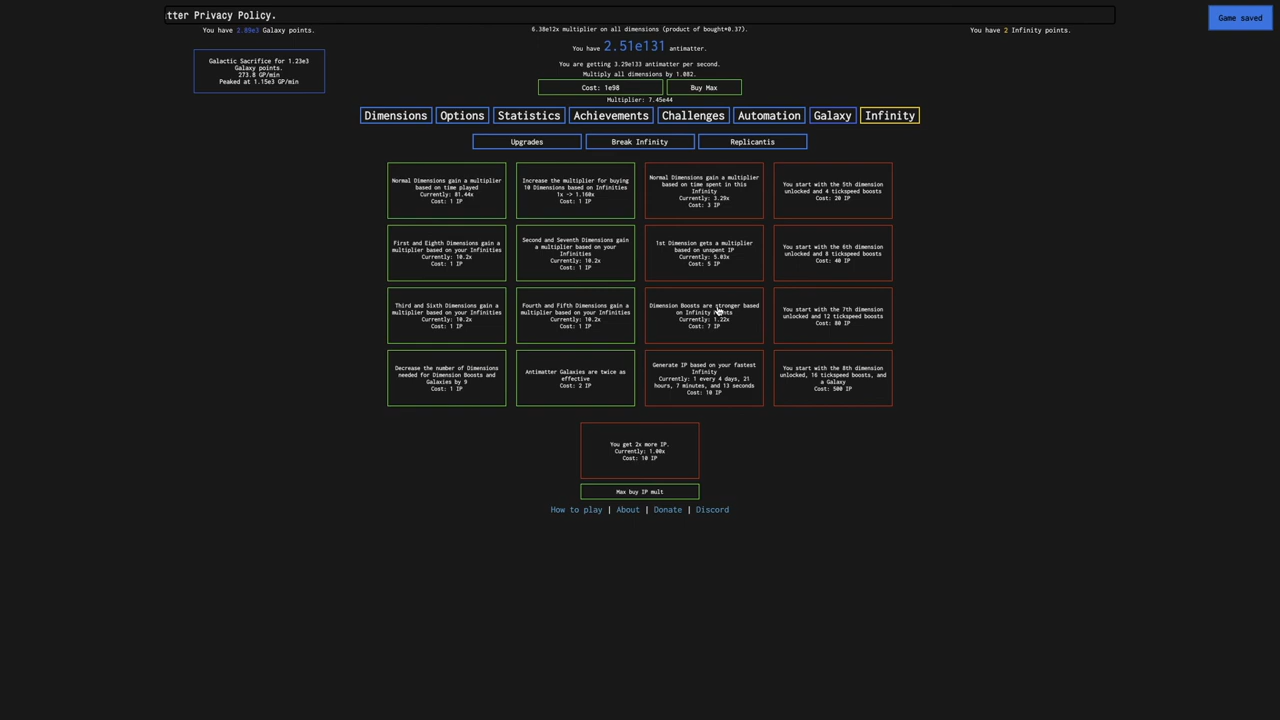 tter Privacy Policy.
Game saved
You have 2.89e3 Galaxy points.
6.38e12x multiplier on all dimensions (product of bought*0.37).
You have 2 Infinity points.
You have 2.51e131 antimatter.
Galactic Sacrifice for 1.23e3
Galaxy points.
273.8 GP/min
Peaked at 1.15e3 GP/min
You are getting 3.29e133 antimatter per second.
Multiply all dimensions by 1.082.
Cost: 1e98
Buy Max
Multiplier: 7.45e44
Dimensions
Options
Statistics
Achievements
Challenges
Automation
Galaxy
Infinity
Upgrades
Break Infinity
Replicantis
Normal Dimensions gain a multiplier
based on time played
Currently: 81.44x
Cost: 1 IP
Increase the multiplier for buying
10 Dimensions based on Infinities
1x -> 1.160x
Cost: 1 IP
Normal Dimensions gain a multiplier
based on time spent in this
Infinity
Currently: 3.29x
Cost: 3 IP
You start with the 5th dimension
unlocked and 4 tickspeed boosts
Cost: 20 IP
First and Eighth Dimensions gain a
multiplier based on your Infinities
Currently: 10.2x
Cost: 1 IP
Second and Seventh Dimensions gain
a multiplier based on your
Infinities
Currently: 10.2x
Cost: 1 IP
1st Dimension gets a multiplier
based on unspent IP
Currently: 5.03x
Cost: 5 IP
You start with the 6th dimension
unlocked and 8 tickspeed boosts
Cost: 40 IP
Third and Sixth Dimensions gain a
multiplier based on your Infinities
Currently: 10.2x
Cost: 1 IP
Fourth and Fifth Dimensions gain a
multiplier based on your Infinities
Currently: 10.2x
Cost: 1 IP
Dimension Boosts are stronger based
on Infinity
Currently: 1.22x
Cost: 7 IP
You start with the 7th dimension
unlocked and 12 tickspeed boosts
Cost: 80 IP
Decrease the number of Dimensions
needed for Dimension Boosts and
Galaxies by 9
Cost: 1 IP
Antimatter Galaxies are twice as
effective
Cost: 2 IP
Generate IP based on your fastest
Infinity
Currently: 1 every 4 days, 21
hours, 7 minutes, and 13 seconds
Cost: 10 IP
You start with the 8th dimension
unlocked, 16 tickspeed boosts, and
a Galaxy
Cost: 500 IP
You get 2x more IP.
Currently: 1.00x
Cost: 10 IP
Max buy IP mult
How to play | About | Donate | Discord